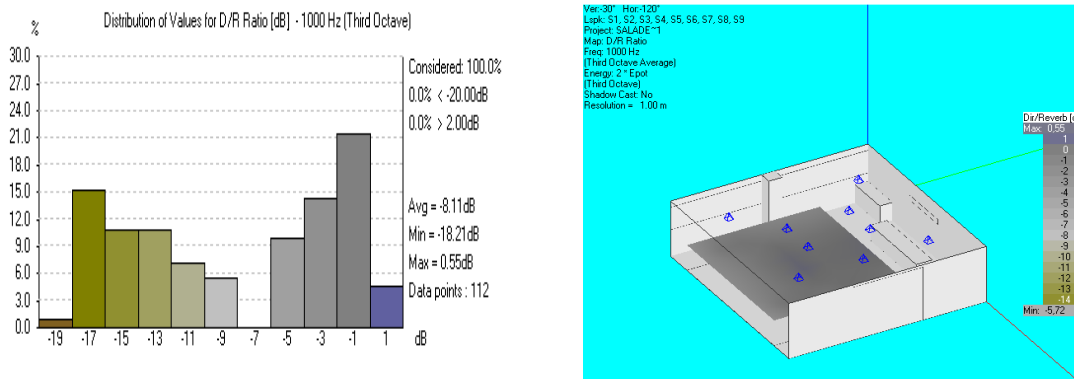 Distribution of Values for D/R Ratio [dB] - 1000 Hz (Third Octave)
%
30.0
27.0
24.0
21.0
18.0
15.0
12.0
9.0
6.0
3.0
0.0
-19 -17 -15 -13 -11 -9 -7 -5 -3 -1 1 dB
Considered: 100.0%
0.0% < -20.00dB
0.0% > 2.00dB
Avg = -8.11dB
Min = -18.21dB
Max = 0.55dB
Data points : 112
Ver:-30° Hor:-120°
Lspk: S1, S2, S3, S4, S5, S6, S7, S8, S9
Project: SALADE~1
Map: D/R Ratio
Freq: 1000 Hz
(Third Octave Average)
Energy: 2 * Epot
(Third Octave)
Shadow Cast: No
Resolution = 1.00 m
Dir/Reverb [
Max: 0,55
1
0
-1
-2
-3
-4
-5
-6
-7
-8
-9
-10
-11
-12
-13
-14
Min: -5,72